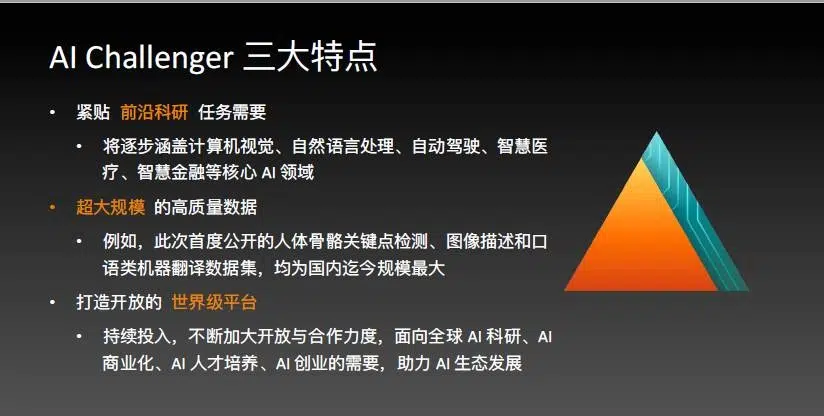 AI Challenger 三大特点
• 紧贴 前沿科研 任务需要
• 将逐步涵盖计算机视觉、自然语言处理、自动驾驶、智慧医
疗、智慧金融等核心 AI 领域
• 超大规模 的高质量数据
• 例如，此次首度公开的人体骨骼关键点检测、图像描述和口
语类机器翻译数据集，均为国内迄今规模最大
• 打造开放的 世界级平台
• 持续投入，不断加大开放与合作力度，面向全球 AI 科研、AI
商业化、AI 人才培养、AI 创业的需要，助力 AI 生态发展